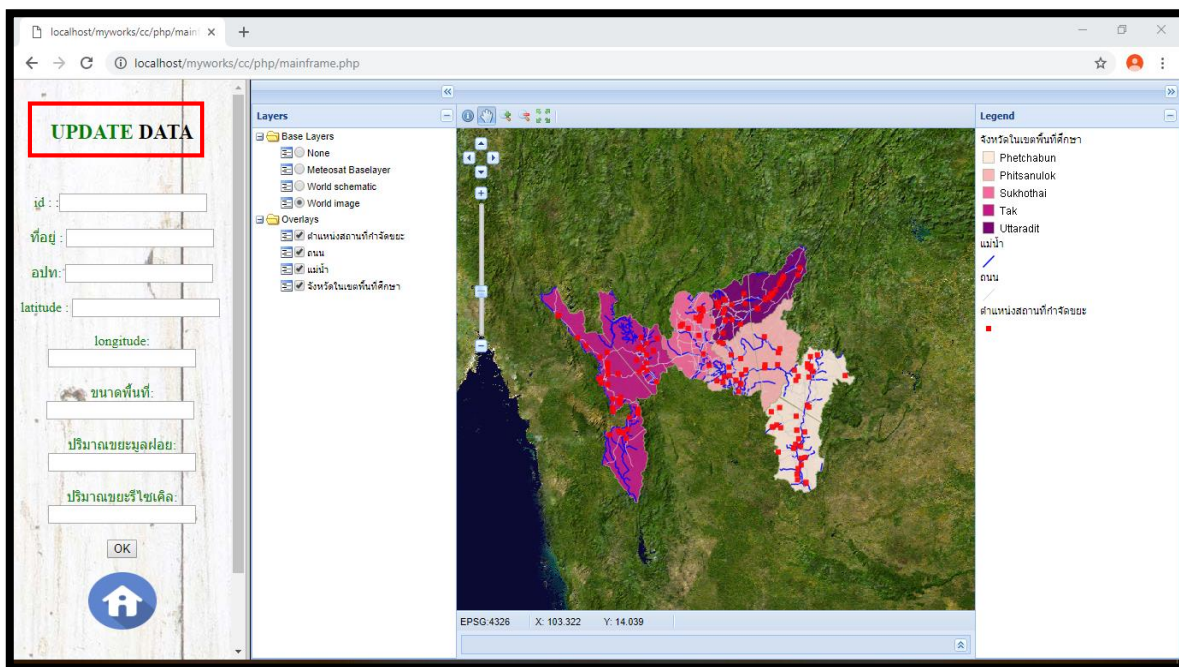 localhost/myworks/cc/php/main
localhost/myworks/cc/php/mainframe.php
UPDATE DATA
id : :
ที่อยู่ :
อปท:
latitude :
longitude:
ขนาดพื้นที่:
ปริมาณขยะมูลฝอย:
ปริมาณขยะรีไซเคิล:
OK
Layers
Base Layers
None
Meteosat Baselayer
World schematic
World image
Overlays
ตำแหน่งสถานที่กำจัดขยะ
ถนน
แม่น้ำ
จังหวัดในเขตพื้นที่ศึกษา
EPSG:4326 X: 103.322 Y: 14.039
Legend
จังหวัดในเขตพื้นที่ศึกษา
Phetchabun
Phitsanulok
Sukhothai
Tak
Uttaradit
แม่น้ำ
ถนน
ตำแหน่งสถานที่กำจัดขยะ